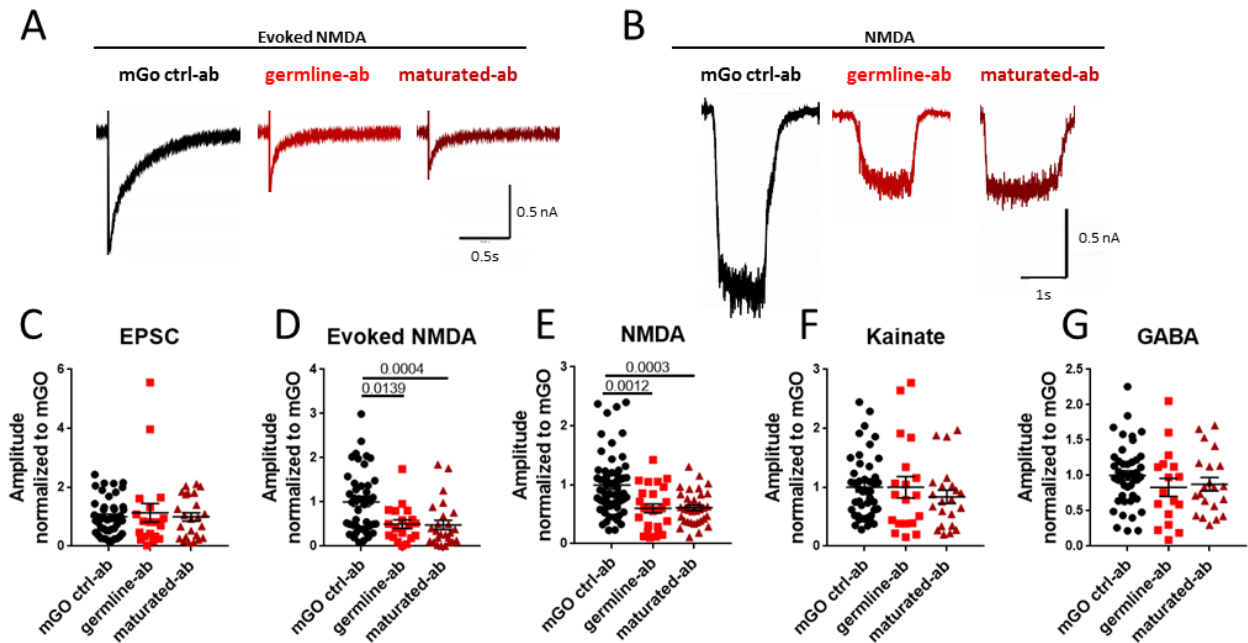 A
Evoked NMDA
mGo ctrl-ab germline-ab maturated-ab
0.5 nA
0.5s
B
NMDA
mGo ctrl-ab germline-ab maturated-ab
0.5 nA
1s
C
EPSC
Amplitude
normalized to mGO
6
4
2
0
mGO ctrl-ab
germline-ab
maturated-ab
D
Evoked NMDA
Amplitude
normalized to mGO
4
3
2
1
0
0.0004
0.0139
mGO ctrl-ab
germline-ab
maturated-ab
E
NMDA
Amplitude
normalized to mGO
3
2
1
0
0.0003
0.0012
mGO ctrl-ab
germline-ab
maturated-ab
F
Kainate
Amplitude
normalized to mGO
3
2
1
0
mGO ctrl-ab
germline-ab
maturated-ab
G
GABA
Amplitude
normalized to mGO
2.5
2.0
1.5
1.0
0.5
0.0
mGO ctrl-ab
germline-ab
maturated-ab